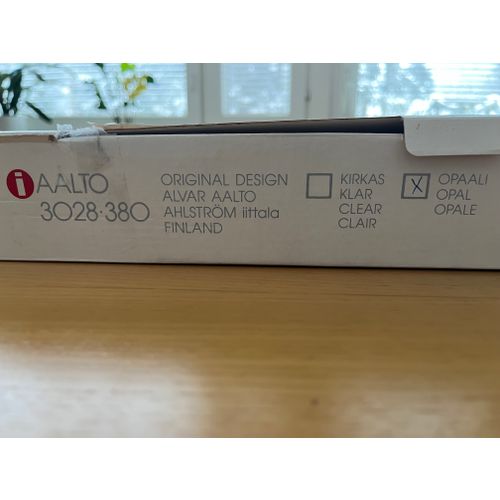 i AALTO
3028·380
ORIGINAL DESIGN
ALVAR AALTO
AHLSTRÖM iittala
FINLAND
KIRKAS
KLAR
CLEAR
CLAIR
X OPAALI
OPAL
OPALE